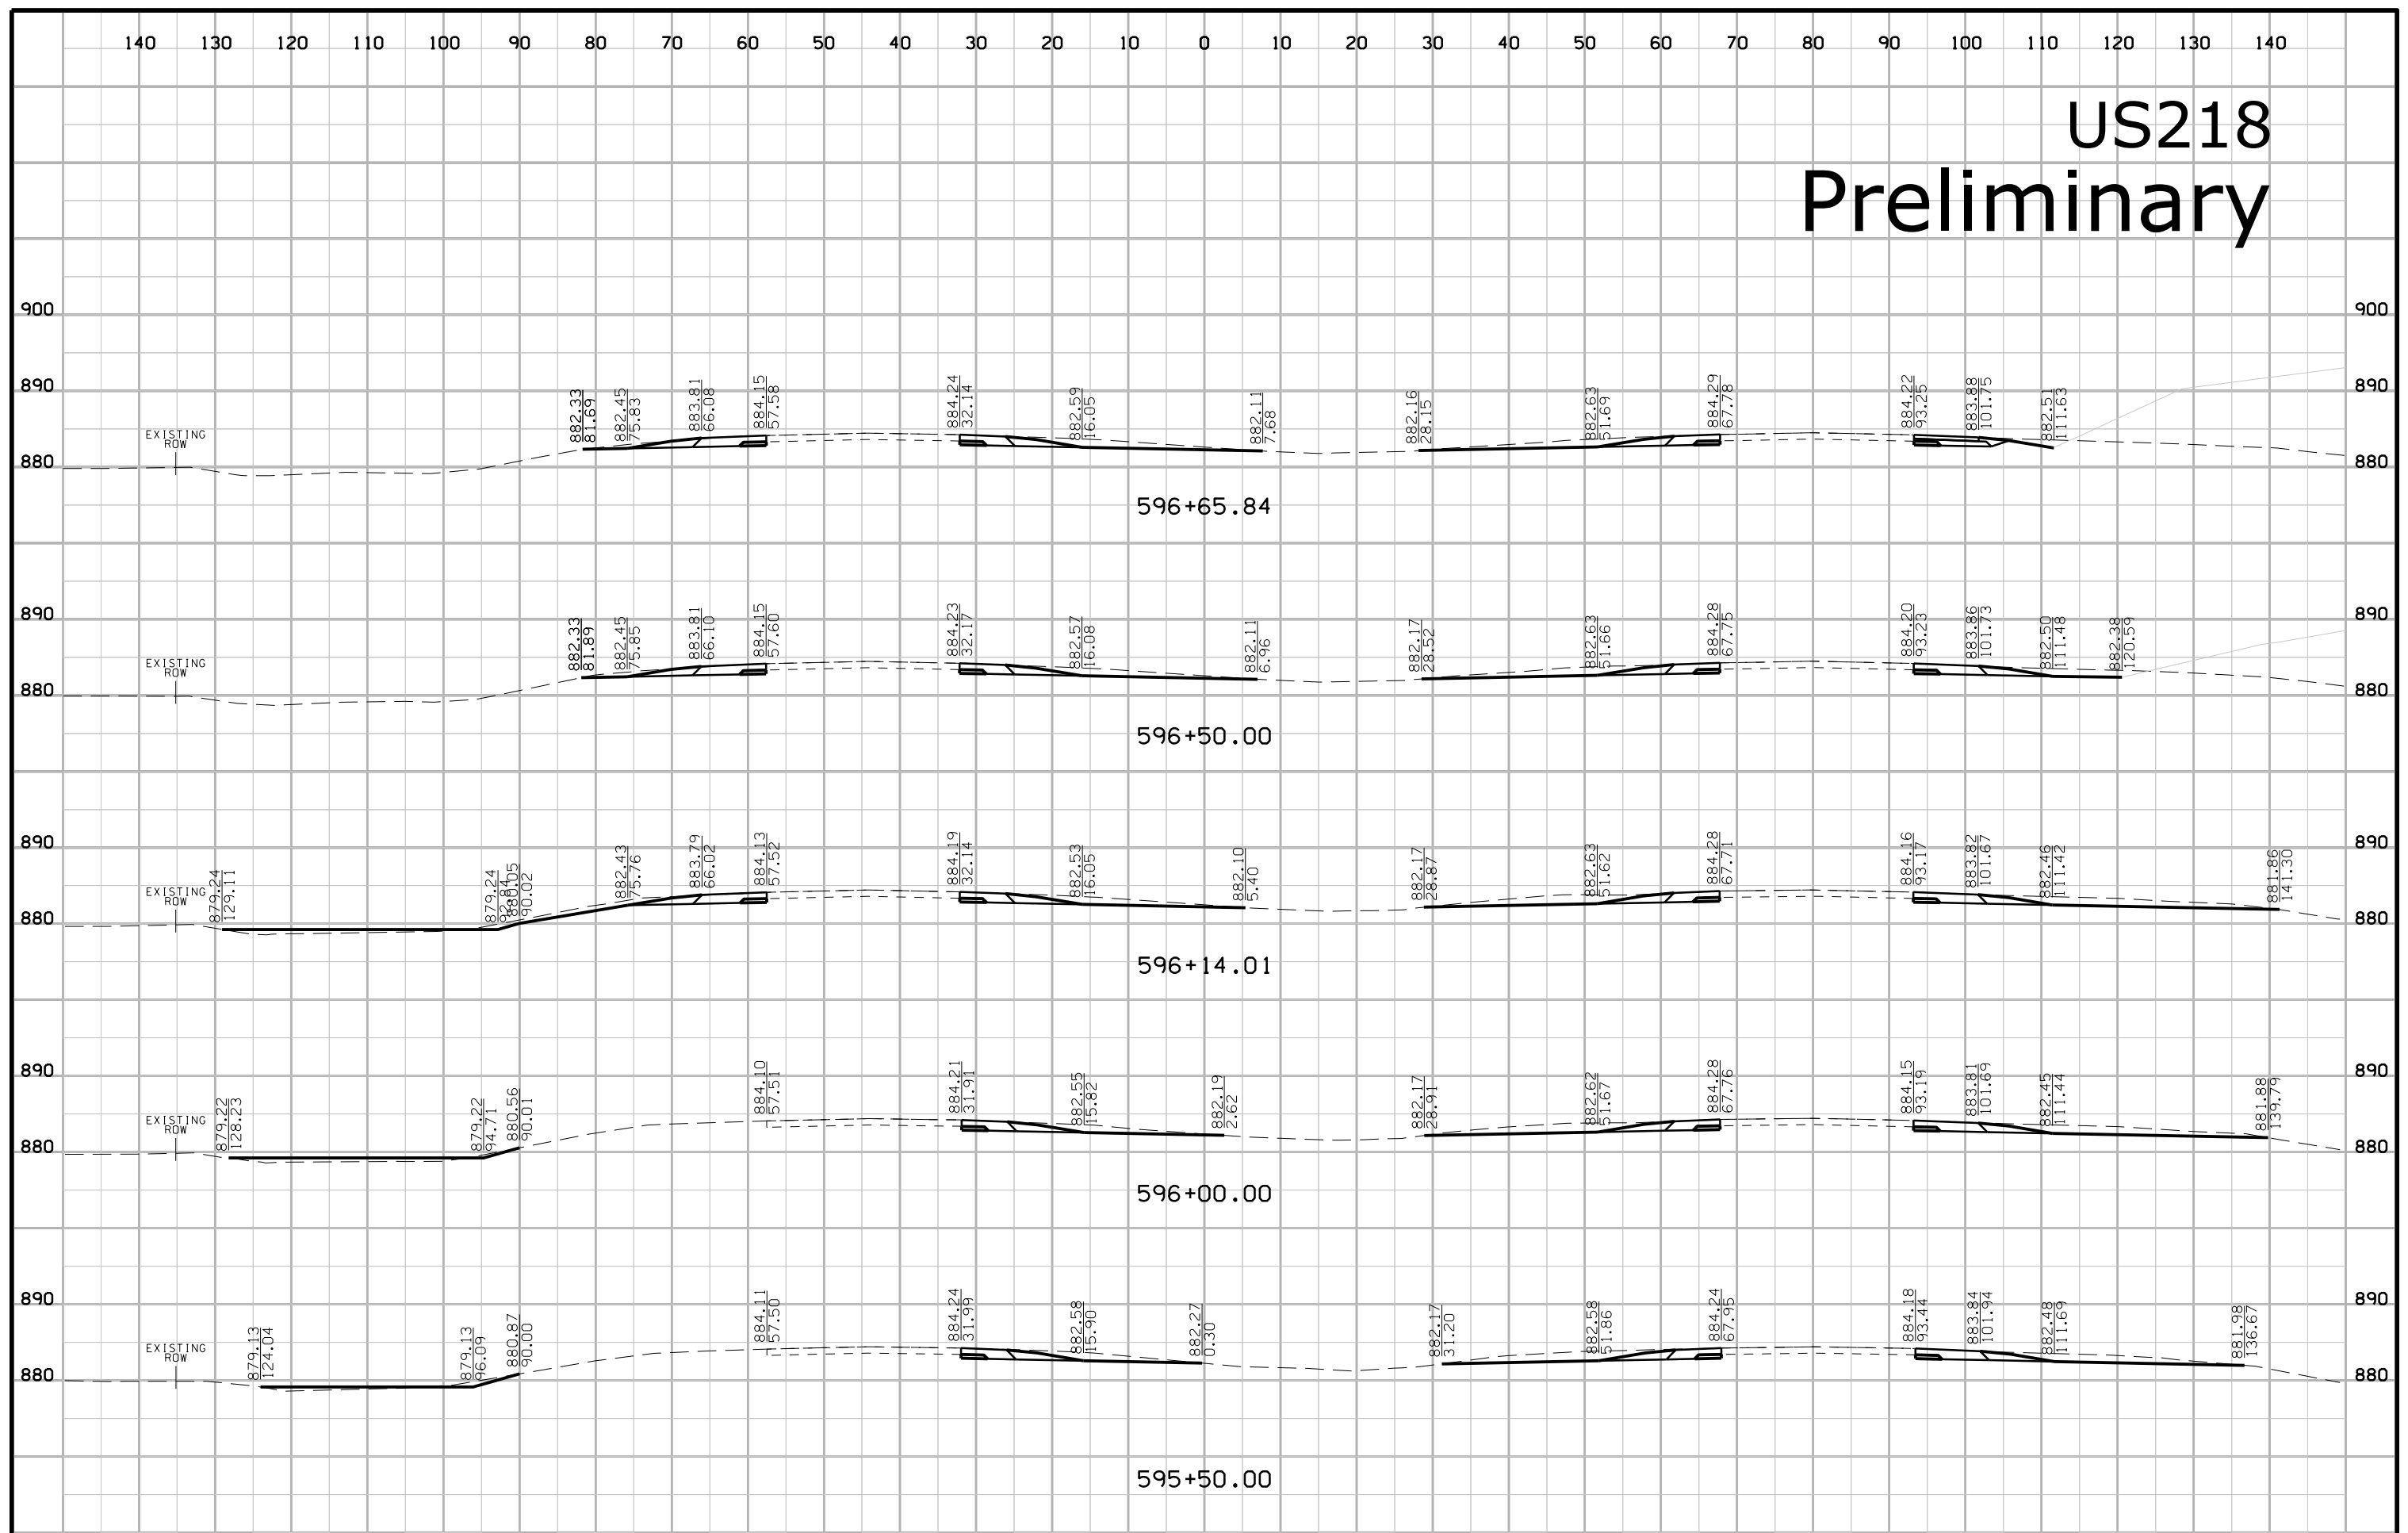 140 130 120 110 100 90 80 70 60 50 40 30 20 10 0 10 20 30 40 50 60 70 80 90 100 110 120 130 140
US218
Preliminary
900 900
890 890
882.33 81.69 882.45 75.83 883.81 66.08 884.15 57.58 884.24 32.14 882.59 16.05 882.11 7.68 882.16 28.15 882.63 51.69 884.29 67.78 884.22 93.25 883.88 101.75 882.51 111.63
EXISTING
ROW
880 880
596+65.84
890 890
882.33 81.89 882.45 75.85 883.81 66.10 884.15 57.60 884.23 32.17 882.57 16.08 882.11 6.96 882.17 28.52 882.63 51.66 884.28 67.75 884.20 93.23 883.86 101.73 882.50 111.48 882.38 120.59
EXISTING
ROW
880 880
596+50.00
890 890
879.24 129.11 879.24 92.84 880.05 90.02 882.43 75.76 883.79 66.02 884.13 57.52 884.19 32.14 882.53 16.05 882.10 5.40 882.17 28.87 882.63 51.62 884.28 67.71 884.16 93.17 883.82 101.67 882.46 111.42 881.86 141.30
EXISTING
ROW
880 880
596+14.01
890 890
879.22 128.23 879.22 94.71 880.56 90.01 884.10 57.51 884.21 31.91 882.55 15.82 882.19 2.62 882.17 28.91 882.62 51.67 884.28 67.76 884.15 93.19 883.81 101.69 882.45 111.44 881.88 139.79
EXISTING
ROW
880 880
596+00.00
890 890
879.13 124.04 879.13 96.09 880.87 90.00 884.11 57.50 884.24 31.99 882.58 15.90 882.27 0.30 882.17 31.20 882.58 51.86 884.24 67.95 884.18 93.44 883.84 101.94 882.48 111.69 881.98 136.67
EXISTING
ROW
880 880
595+50.00